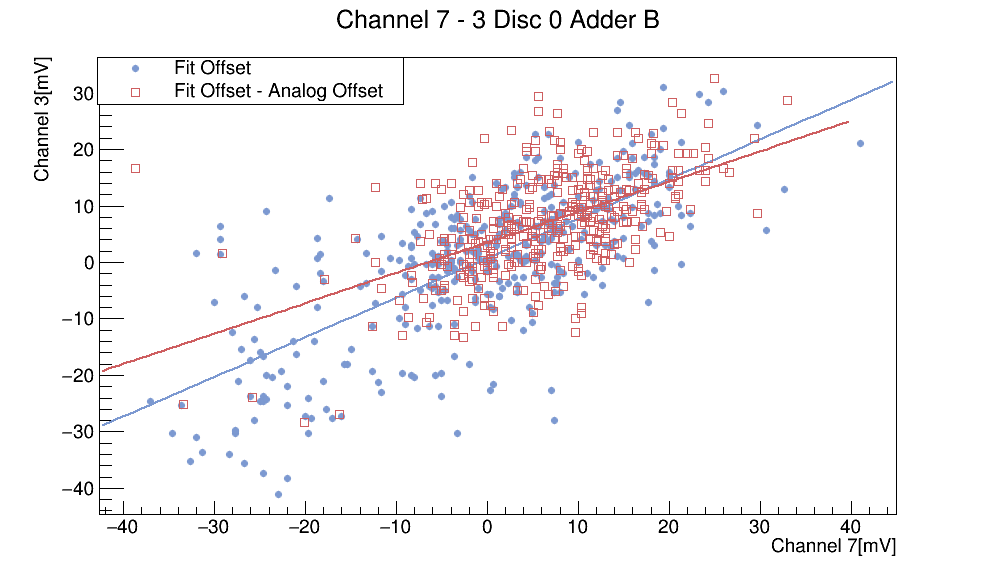 Channel 7 - 3 Disc 0 Adder B
Fit Offset
Fit Offset - Analog Offset
Channel 3[mV]
30
20
10
0
−10
−20
−30
−40
−40 −30 −20 −10 0 10 20 30 40
Channel 7[mV]